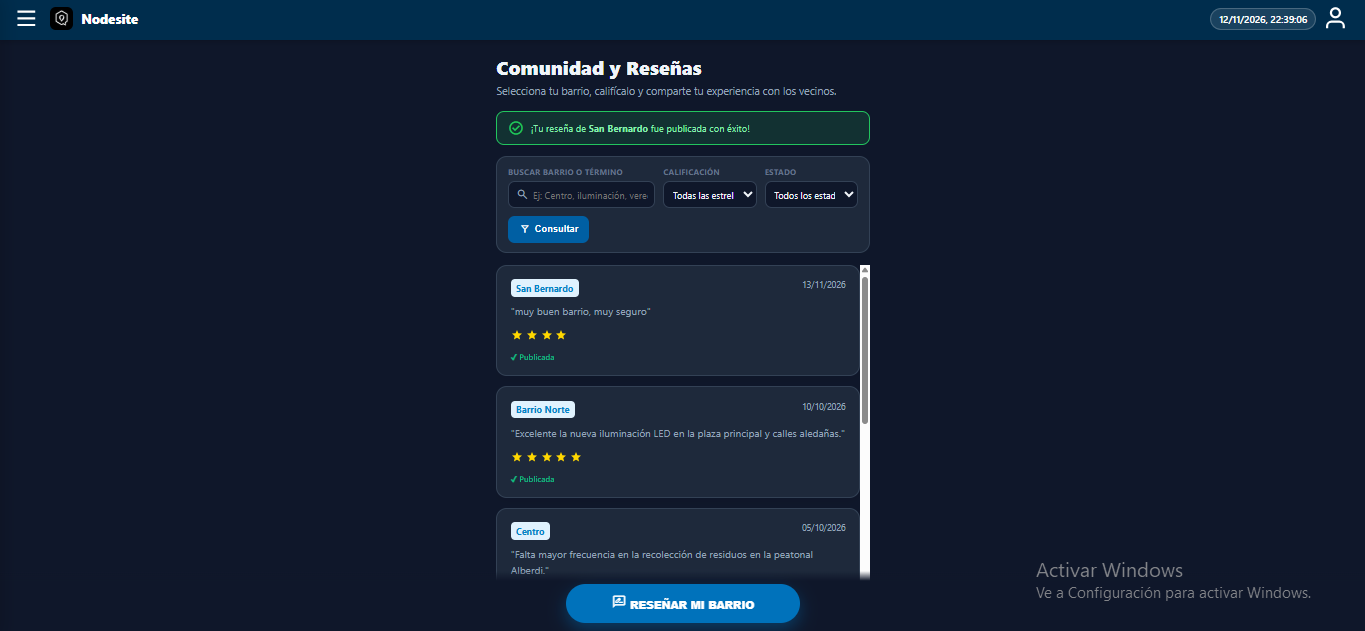 Nodesite
12/11/2026, 22:39:06
Comunidad y Reseñas
Selecciona tu barrio, califícalo y comparte tu experiencia con los vecinos.
¡Tu reseña de San Bernardo fue publicada con éxito!
BUSCAR BARRIO O TÉRMINO
CALIFICACIÓN
ESTADO
Ej: Centro, iluminación, vere
Todas las estrel
Todos los estad
Consultar
San Bernardo
13/11/2026
"muy buen barrio, muy seguro"
Publicada
Barrio Norte
10/10/2026
"Excelente la nueva iluminación LED en la plaza principal y calles aledañas."
Publicada
Centro
05/10/2026
"Falta mayor frecuencia en la recolección de residuos en la peatonal
Alberdi."
RESEÑAR MI BARRIO
Activar Windows
Ve a Configuración para activar Windows.